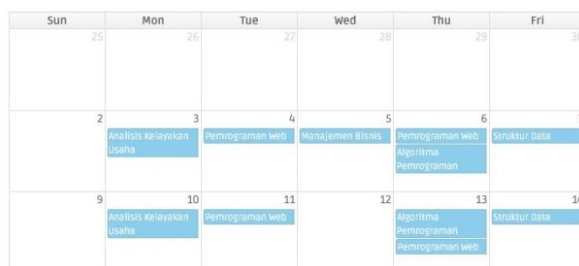 Sun Mon Tue Wed Thu Fri
25 26 27 28 29 30
2 3 4 5 6
Analisis Kelayakan Usaha
Pemrograman Web
Manajemen Bisnis
Pemrograman Web
Algoritma Pemrograman
Struktur Data
9 10 11 12 13 14
Analisis Kelayakan Usaha
Pemrograman Web
Algoritma Pemrograman
Pemrograman Web
Struktur Data